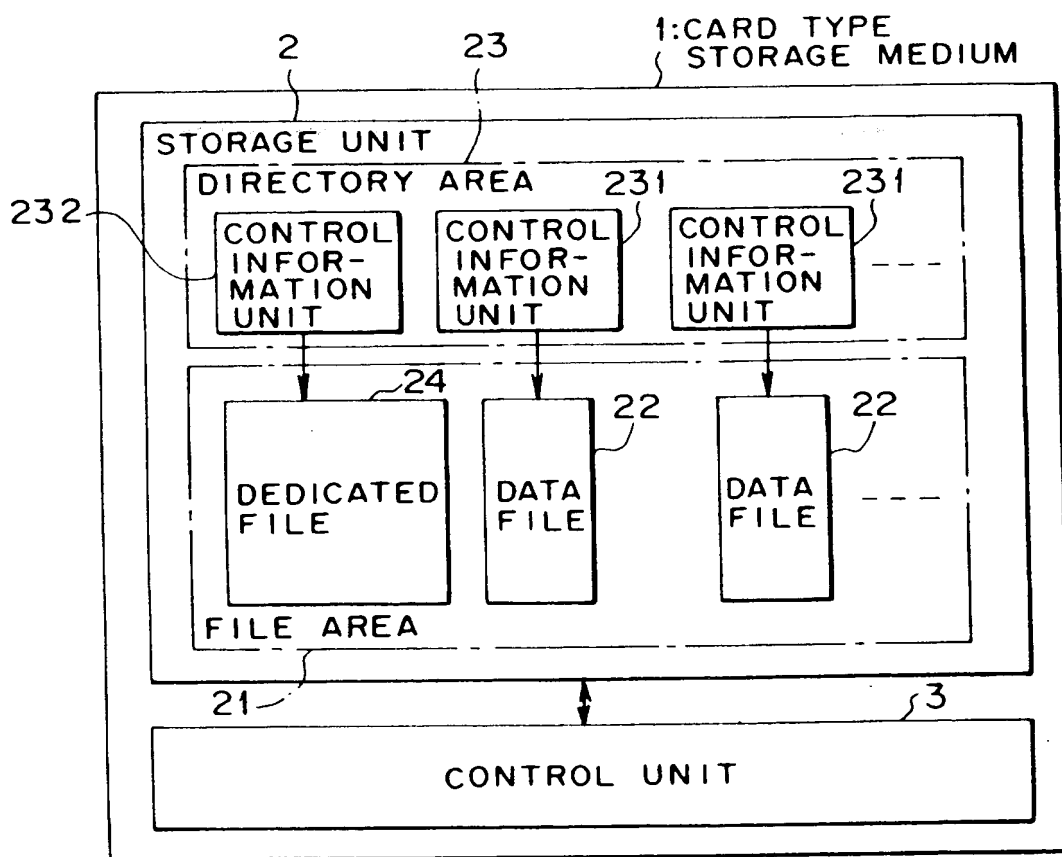 1:CARD TYPE
STORAGE MEDIUM
2
23
STORAGE UNIT
DIRECTORY AREA
231
231
232
CONTROL
INFOR-
MATION
UNIT
CONTROL
INFOR-
MATION
UNIT
CONTROL
INFOR-
MATION
UNIT
24
22
22
DEDICATED
FILE
DATA
FILE
DATA
FILE
FILE AREA
21
3
CONTROL UNIT